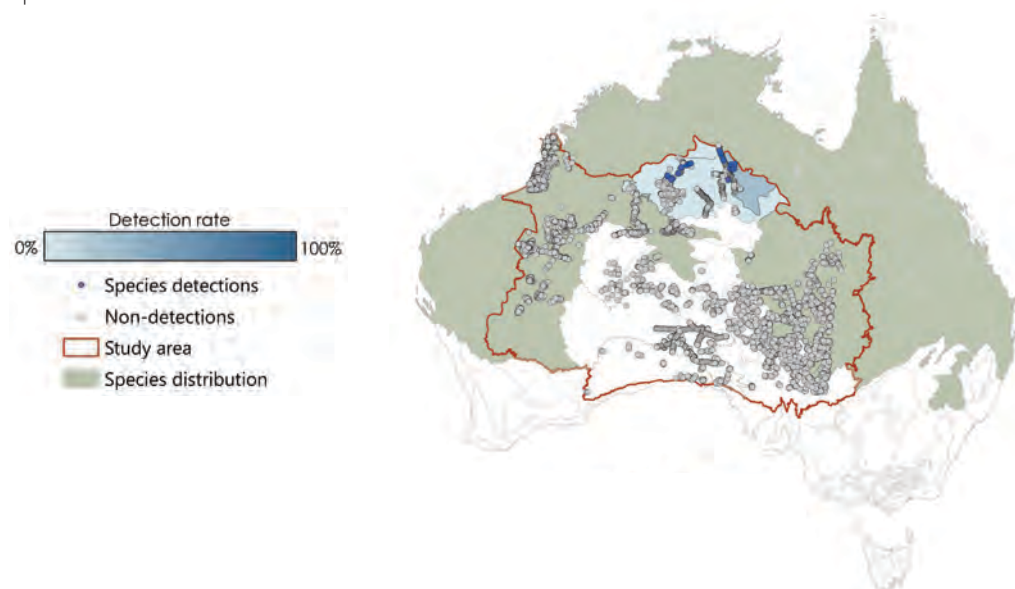 Detection rate
0% 100%
Species detections
Non-detections
Study area
Species distribution